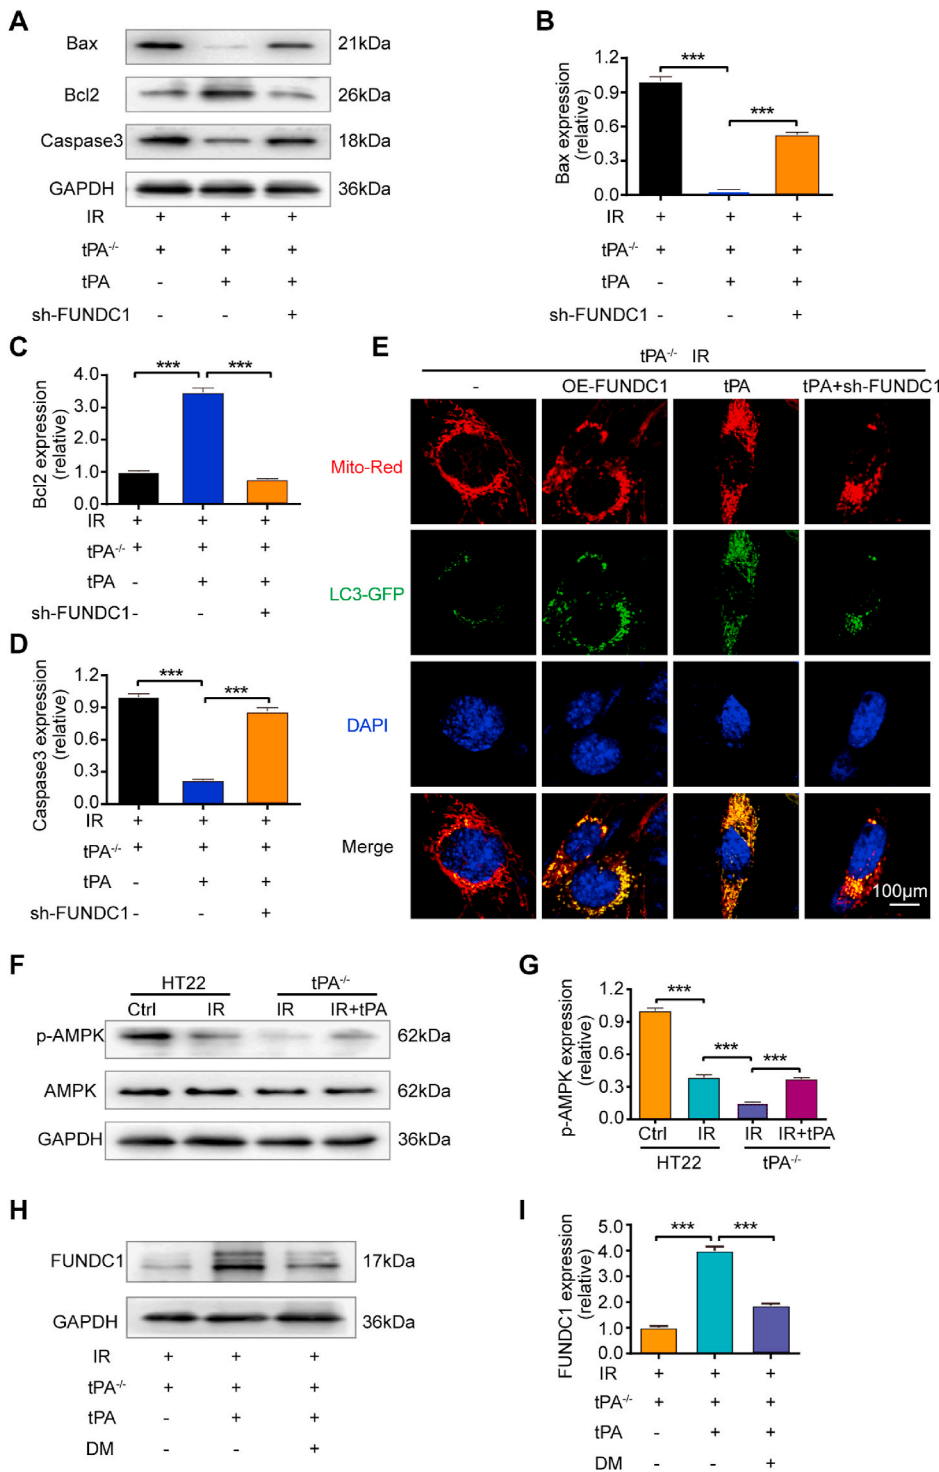 A
Bax 21kDa
Bcl2 26kDa
Caspase3 18kDa
GAPDH 36kDa
IR + + +
tPA-/- + + +
tPA - + +
sh-FUNDC1 - - +
B
Bax expression
(relative)
1.2
0.9
0.6
0.3
0.0
***
***
IR + + +
tPA-/- + + +
tPA - + +
sh-FUNDC1 - - +
C
Bcl2 expression
(relative)
4.0
3.0
2.0
1.0
0.0
*** ***
IR + + +
tPA-/- + + +
tPA - + +
sh-FUNDC1 - - +
D
Caspase3 expression
(relative)
1.2
0.9
0.6
0.3
0.0
***
***
IR + + +
tPA-/- + + +
tPA - + +
sh-FUNDC1 - - +
E
tPA-/- IR
- OE-FUNDC1 tPA tPA+sh-FUNDC1
Mito-Red
LC3-GFP
DAPI
Merge
100μm
F
HT22 tPA-/-
Ctrl IR IR IR+tPA
p-AMPK 62kDa
AMPK 62kDa
GAPDH 36kDa
G
p-AMPK expression
(relative)
1.2
0.9
0.6
0.3
0.0
***
***
***
Ctrl IR IR IR+tPA
HT22 tPA-/-
H
FUNDC1 17kDa
GAPDH 36kDa
IR + + +
tPA-/- + + +
tPA - + +
DM - - +
I
FUNDC1 expression
(relative)
5.0
4.0
3.0
2.0
1.0
0.0
*** ***
IR + + +
tPA-/- + + +
tPA - + +
DM - - +